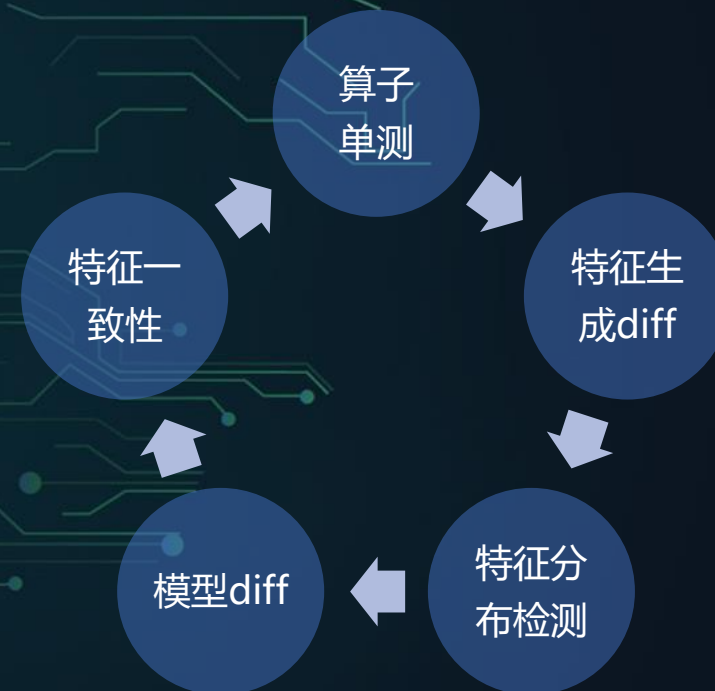 算子
单测
特征生
成diff
特征分
布检测
模型diff
特征一
致性